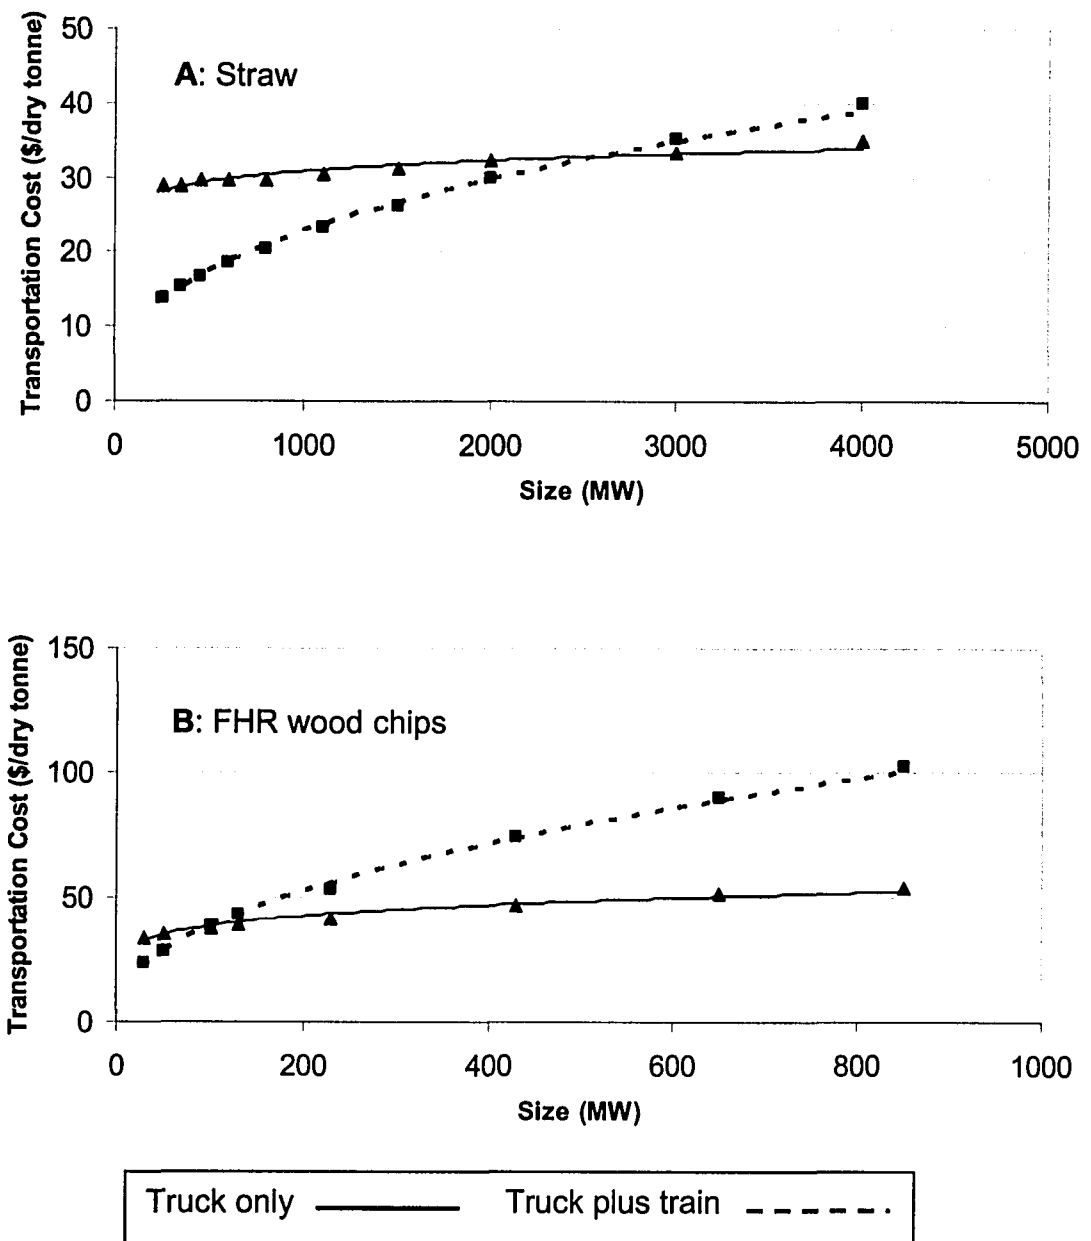 50
A: Straw
40
30
20
10
0
0 1000 2000 3000 4000 5000
Size (MW)
Transportation Cost ($/dry tonne)
150
B: FHR wood chips
100
50
0
0 200 400 600 800 1000
Size (MW)
Transportation Cost ($/dry tonne)
Truck only Truck plus train